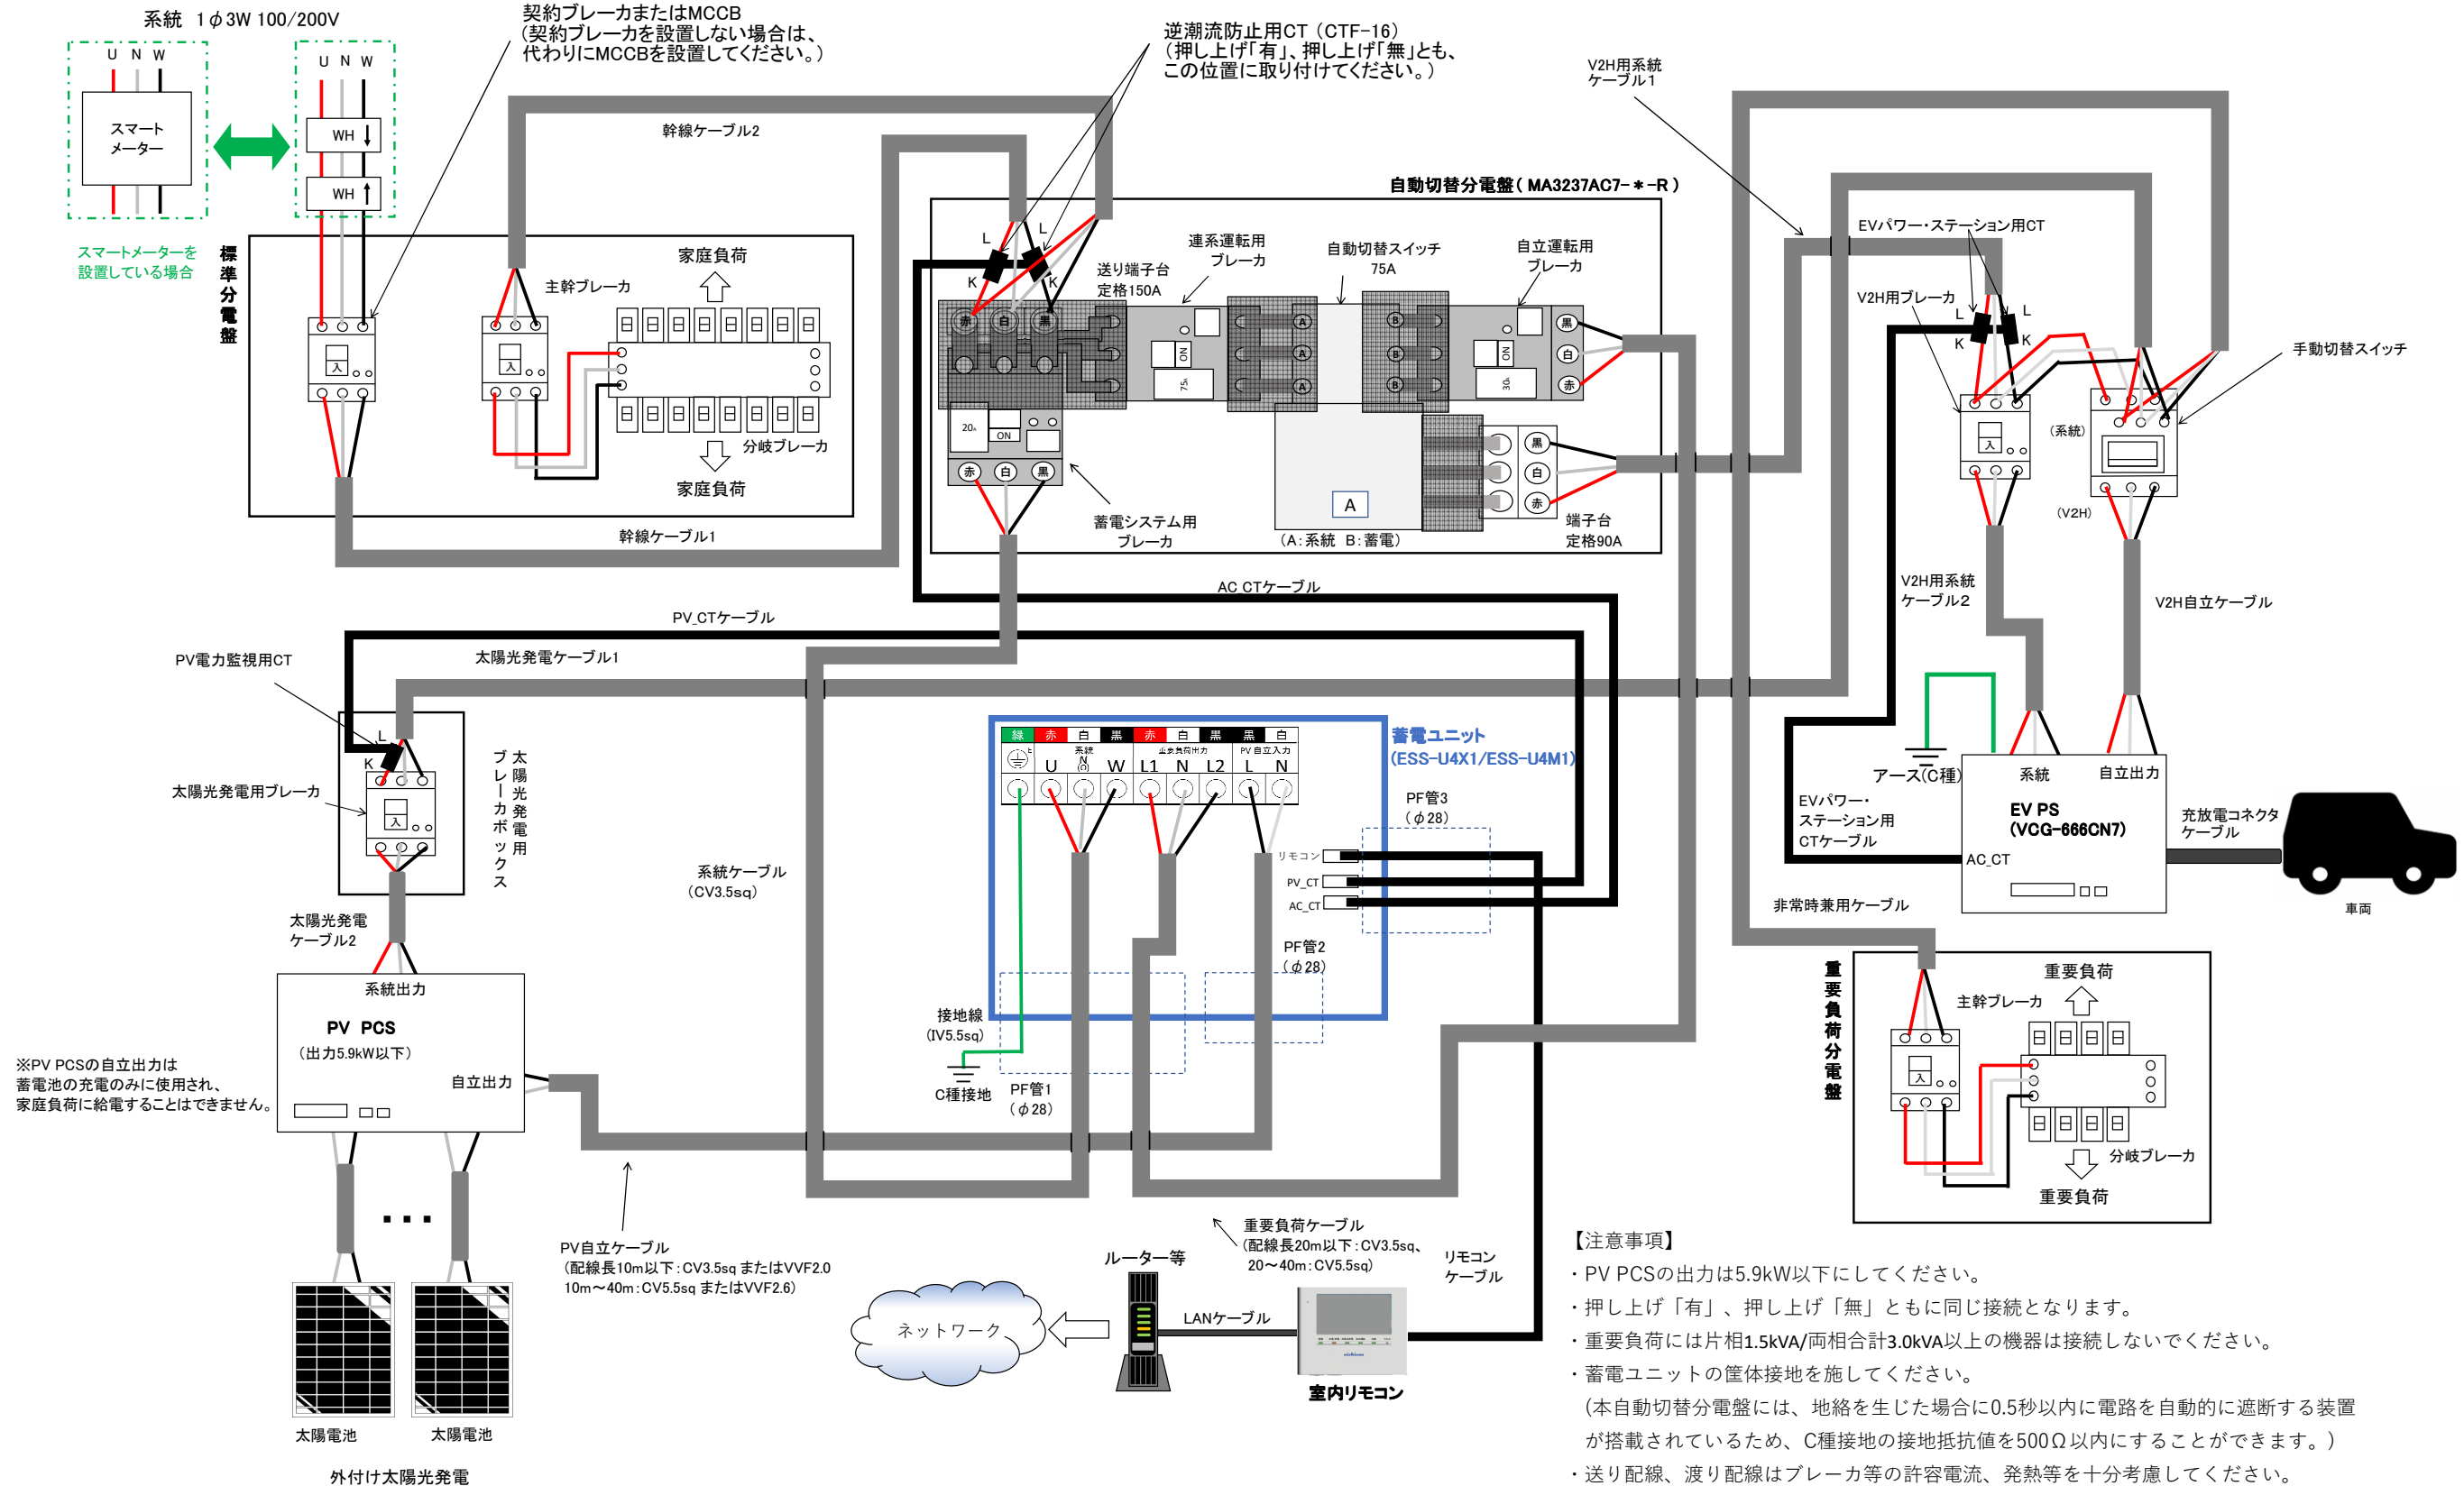 系統 1φ3W 100/200V
U N W
スマート
メーター
U N W
WH
WH
スマートメーターを
設置している場合
契約ブレーカまたはMCCB
(契約ブレーカを設置しない場合は、
代わりにMCCBを設置してください。)
逆潮流防止用CT (CTF-16)
(押し上げ「有」、押し上げ「無」とも、
この位置に取り付けてください。)
幹線ケーブル2
標準分電盤
主幹ブレーカ
家庭負荷
分岐ブレーカ
家庭負荷
入
入
幹線ケーブル1
自動切替分電盤( MA3237AC7-*-R )
L
L
K
K
送り端子台
定格150A
連系運転用
ブレーカ
自動切替スイッチ
75A
自立運転用
ブレーカ
赤 白 黒
ON
75A
A
A
A
B
B
B
ON
30A
黒
白
赤
20A
ON
赤 白 黒
蓄電システム用
ブレーカ
A
(A:系統 B:蓄電)
黒
白
赤
端子台
定格90A
V2H用系統
ケーブル1
EVパワー・ステーション用CT
V2H用ブレーカ
L
K
L
K
手動切替スイッチ
(系統)
入
(V2H)
V2H用系統
ケーブル2
V2H自立ケーブル
AC_CTケーブル
PV_CTケーブル
太陽光発電ケーブル1
PV電力監視用CT
L
K
太陽光発電用ブレーカ
入
太陽光発電用
ブレーカボックス
太陽光発電
ケーブル2
系統出力
PV PCS
(出力5.9kW以下)
自立出力
※PV PCSの自立出力は
蓄電池の充電のみに使用され、
家庭負荷に給電することはできません。
太陽電池
太陽電池
外付け太陽光発電
PV自立ケーブル
(配線長10m以下:CV3.5sq またはVVF2.0
10m~40m:CV5.5sq またはVVF2.6)
系統ケーブル
(CV3.5sq)
蓄電ユニット
(ESS-U4X1/ESS-U4M1)
緑 赤 白 黒 赤 白 黒 黒 白
E 系統 重要負荷出力 PV自立入力
U N(O) W L1 N L2 L N
リモコン
PV_CT
AC_CT
PF管3
(φ28)
PF管2
(φ28)
接地線
(IV5.5sq)
C種接地
PF管1
(φ28)
アース(C種)
系統
自立出力
EV PS
(VCG-666CN7)
AC_CT
EVパワー・
ステーション用
CTケーブル
充放電コネクタ
ケーブル
車両
非常時兼用ケーブル
重要負荷分電盤
重要負荷
主幹ブレーカ
入
分岐ブレーカ
重要負荷
重要負荷ケーブル
(配線長20m以下:CV3.5sq、
20~40m:CV5.5sq)
リモコン
ケーブル
ルーター等
LANケーブル
ネットワーク
nichicon
室内リモコン
【注意事項】
・PV PCSの出力は5.9kW以下にしてください。
・押し上げ「有」、押し上げ「無」ともに同じ接続となります。
・重要負荷には片相1.5kVA/両相合計3.0kVA以上の機器は接続しないでください。
・蓄電ユニットの筐体接地を施してください。
(本自動切替分電盤には、地絡を生じた場合に0.5秒以内に電路を自動的に遮断する装置
が搭載されているため、C種接地の接地抵抗値を500Ω以内にすることができます。)
・送り配線、渡り配線はブレーカ等の許容電流、発熱等を十分考慮してください。